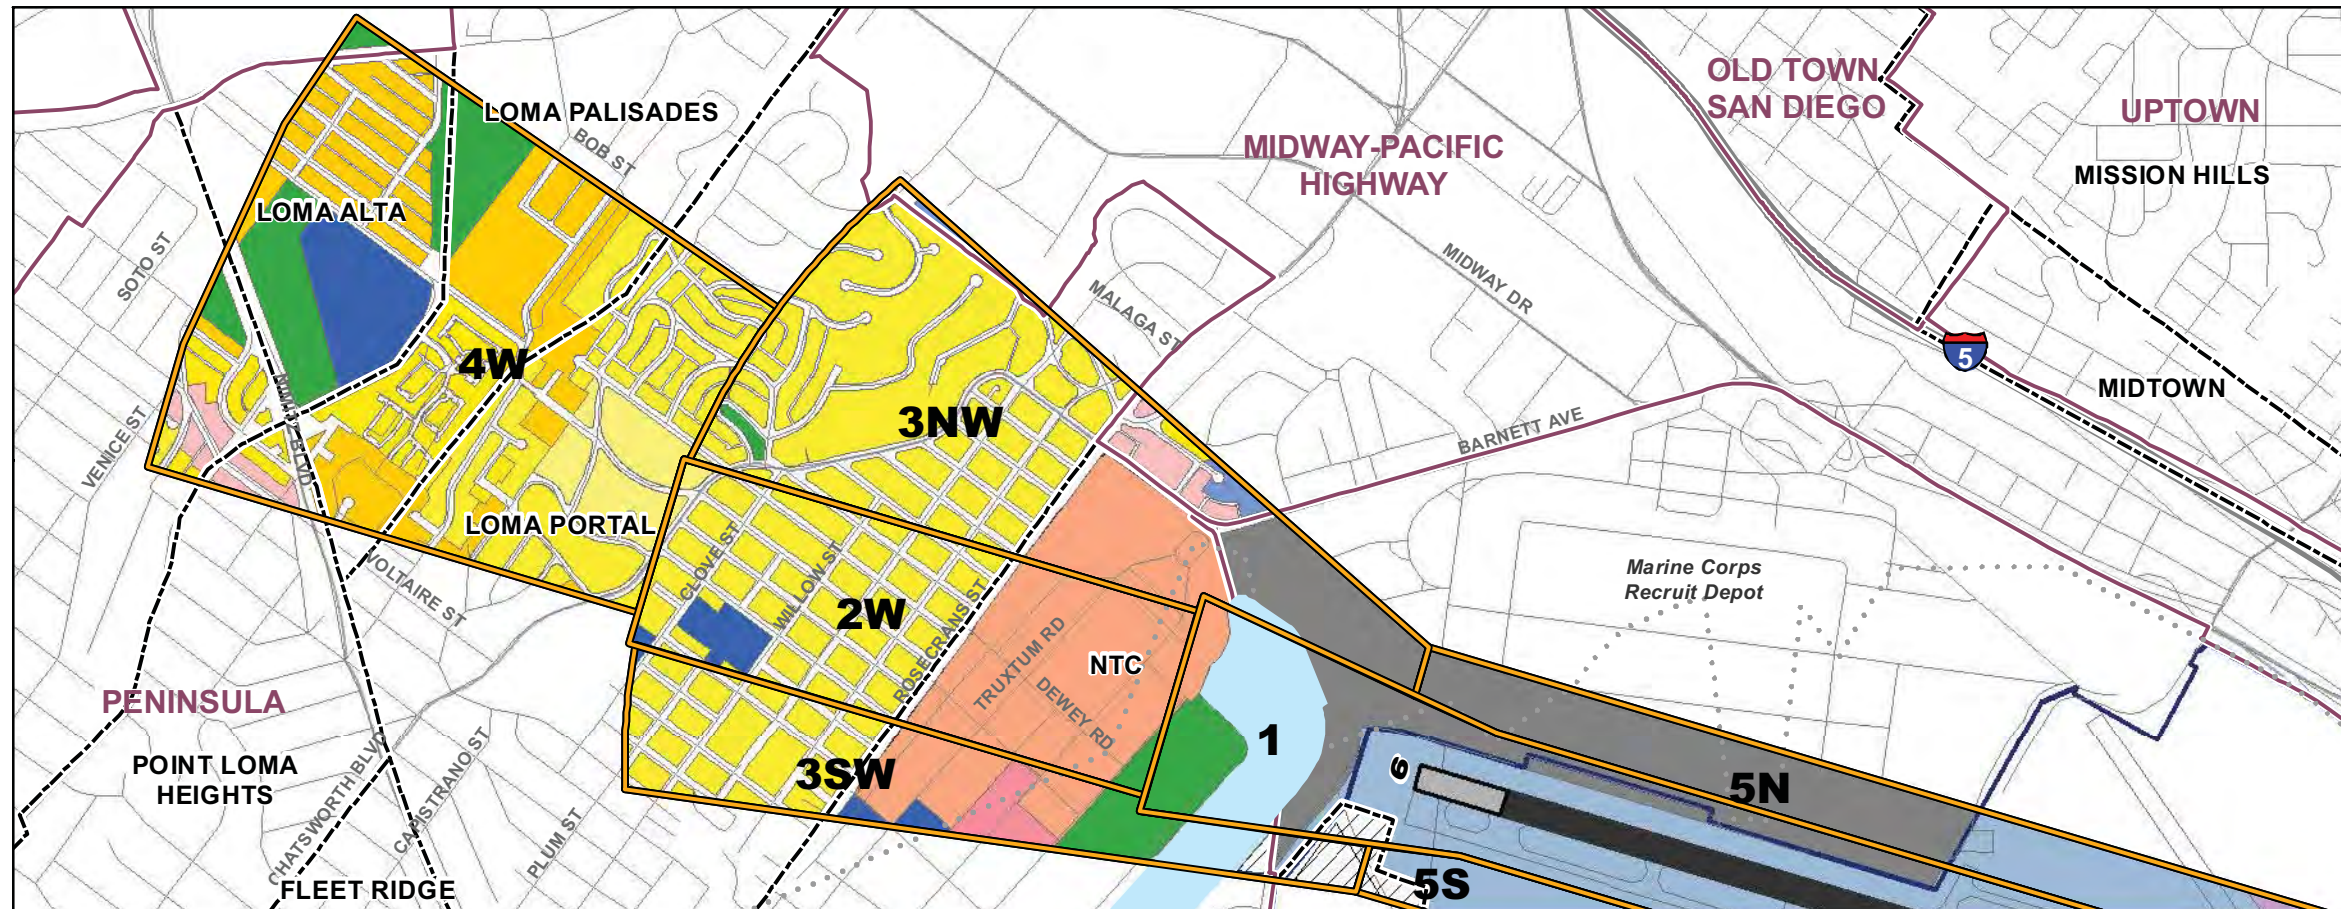 OLD TOWN
SAN DIEGO
UPTOWN
LOMA PALISADES
BOB ST
MIDWAY-PACIFIC
HIGHWAY
MISSION HILLS
LOMA ALTA
SOTO ST
MIDWAY DR
MALAGA ST
5
4W
MIDTOWN
3NW
VENICE ST
NIMITZ BLVD
BARNETT AVE
LOMA PORTAL
CLOVE ST
WILLOW ST
VOLTAIRE ST
Marine Corps
Recruit Depot
2W
ROSECRANS ST
TRUXTUM RD
NTC
DEWEY RD
PENINSULA
1
POINT LOMA
HEIGHTS
3SW
6
5N
CHATSWORTH BLVD
CAPISTRANO ST
PLUM ST
FLEET RIDGE
5S